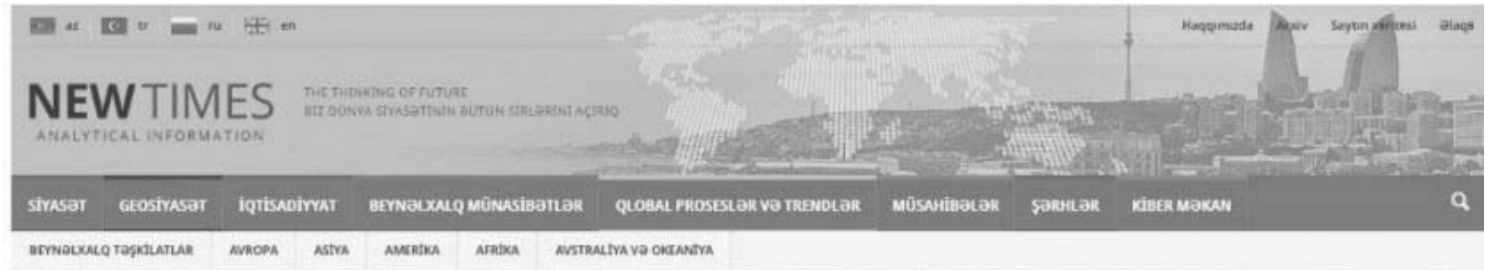 az tr ru en Haqqımızda Arxiv Saytın xəritəsi Əlaqə
NEWTIMES
ANALYTICAL INFORMATION
THE THINKING OF FUTURE
BİZ DÜNYA SİYASƏTİNİN BÜTÜN SİRLƏRİNİ AÇIRIQ
SİYASƏT GEOSİYASƏT İQTİSADİYYAT BEYNƏLXALQ MÜNASİBƏTLƏR QLOBAL PROSESLƏR VƏ TRENDLƏR MÜSAHİBƏLƏR ŞƏRHLƏR KİBER MƏKAN
BEYNƏLXALQ TƏŞKİLATLAR AVROPA ASİYA AMERİKA AFRİKA AVSTRALİYA VƏ OKEANİYA